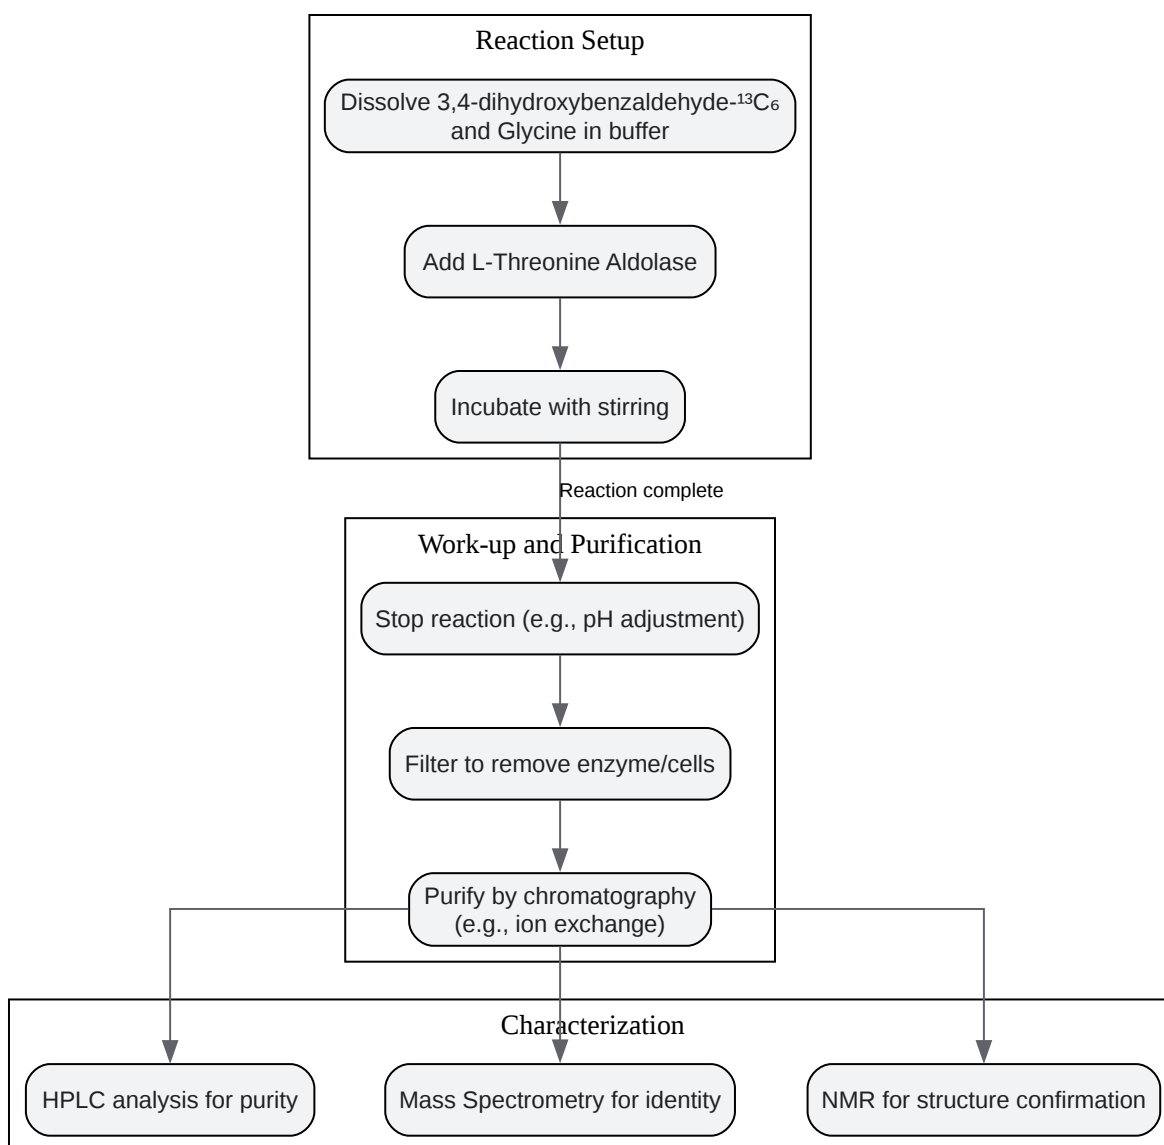 Reaction Setup
Dissolve 3,4-dihydroxybenzaldehyde-¹³C₆
and Glycine in buffer
Add L-Threonine Aldolase
Incubate with stirring
Reaction complete
Work-up and Purification
Stop reaction (e.g., pH adjustment)
Filter to remove enzyme/cells
Purify by chromatography
(e.g., ion exchange)
Characterization
HPLC analysis for purity
Mass Spectrometry for identity
NMR for structure confirmation